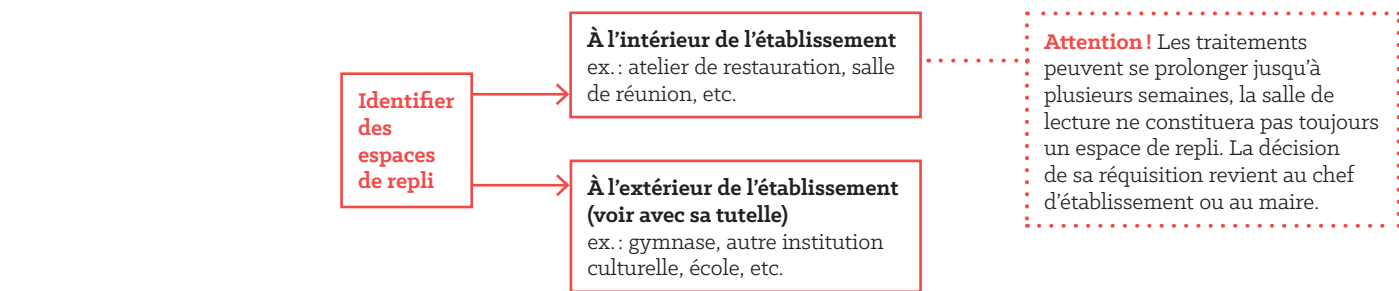 Identifier
des
espaces
de repli
À l’intérieur de l’établissement
ex. : atelier de restauration, salle
de réunion, etc.
À l’extérieur de l’établissement
(voir avec sa tutelle)
ex. : gymnase, autre institution
culturelle, école, etc.
Attention ! Les traitements
peuvent se prolonger jusqu’à
plusieurs semaines, la salle de
lecture ne constituera pas toujours
un espace de repli. La décision
de sa réquisition revient au chef
d’établissement ou au maire.